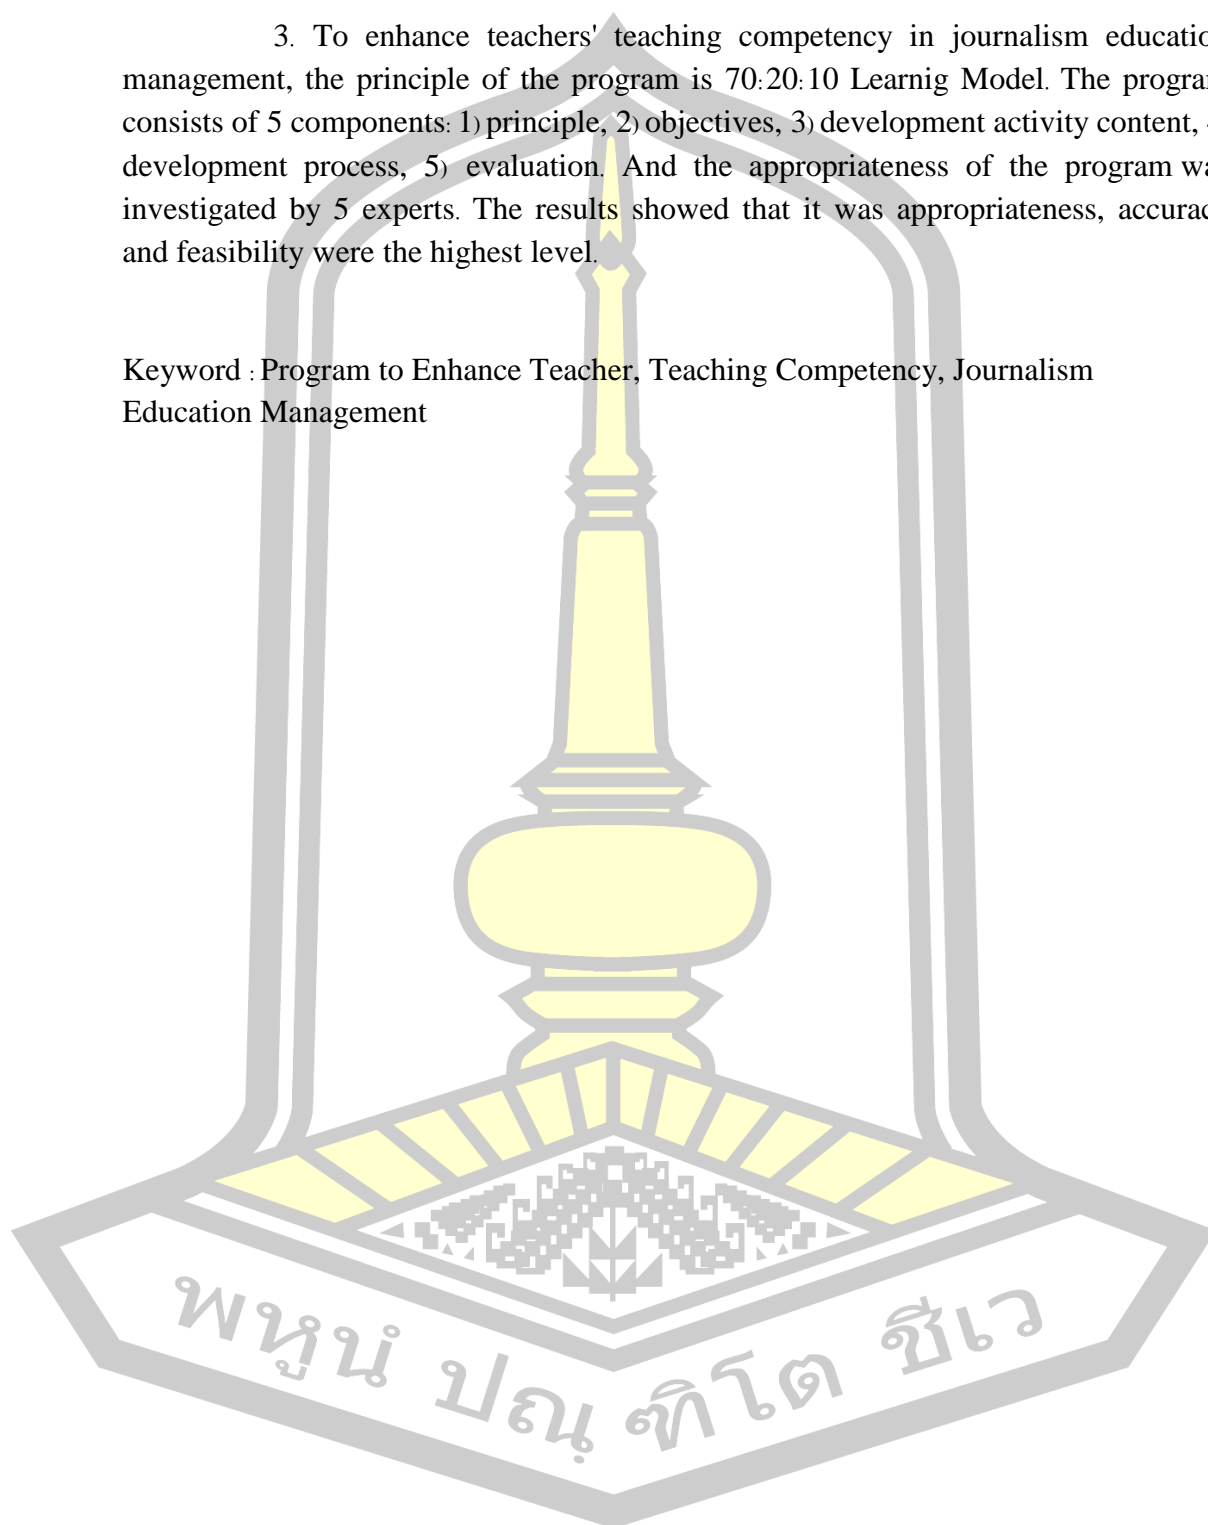 3. To enhance teachers' teaching competency in journalism educatio
management, the principle of the program is 70:20:10 Learnig Model. The program
consists of 5 components: 1) principle, 2) objectives, 3) development activity content,
development process, 5) evaluation. And the appropriateness of the program wa
investigated by 5 experts. The results showed that it was appropriateness, accurac
and feasibility were the highest level.
Keyword : Program to Enhance Teacher, Teaching Competency, Journalism
Education Management
พหูนํ ปณฺ ฑิโต ชีเว